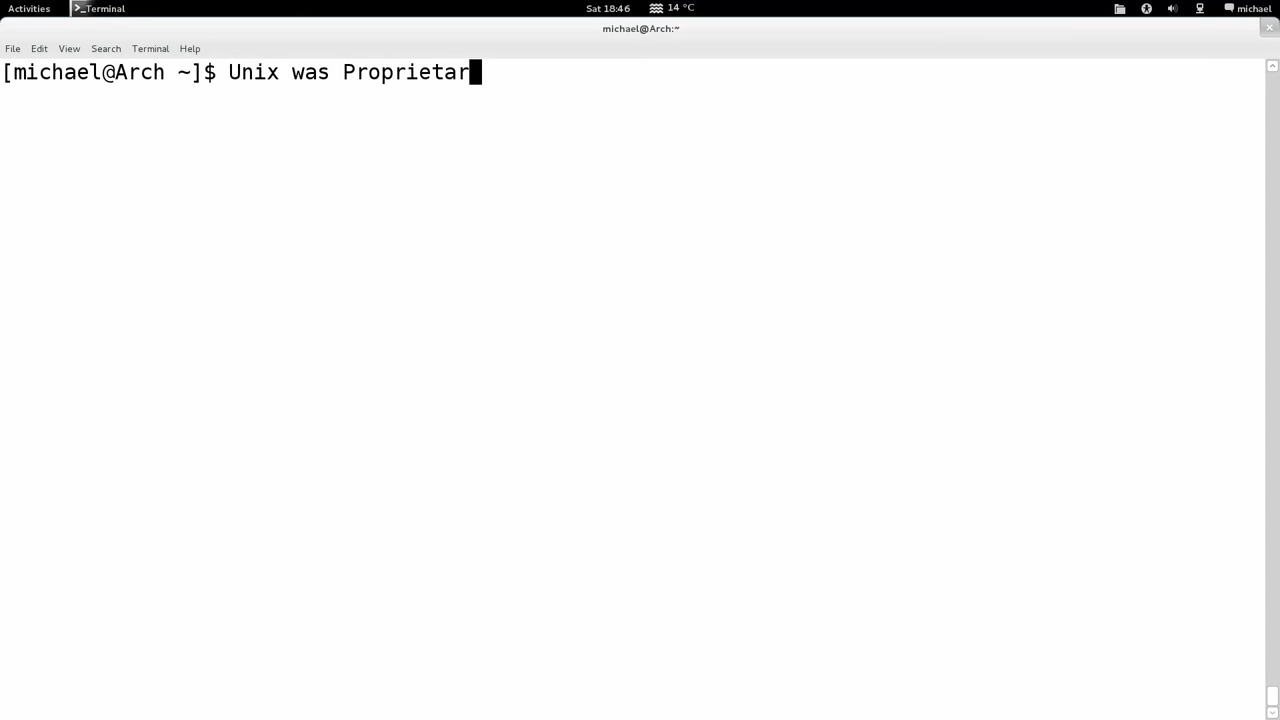 Activities >_Terminal Sat 18:46 14 °C michael
michael@Arch:~
File Edit View Search Terminal Help
[michael@Arch ~]$ Unix was Proprietar